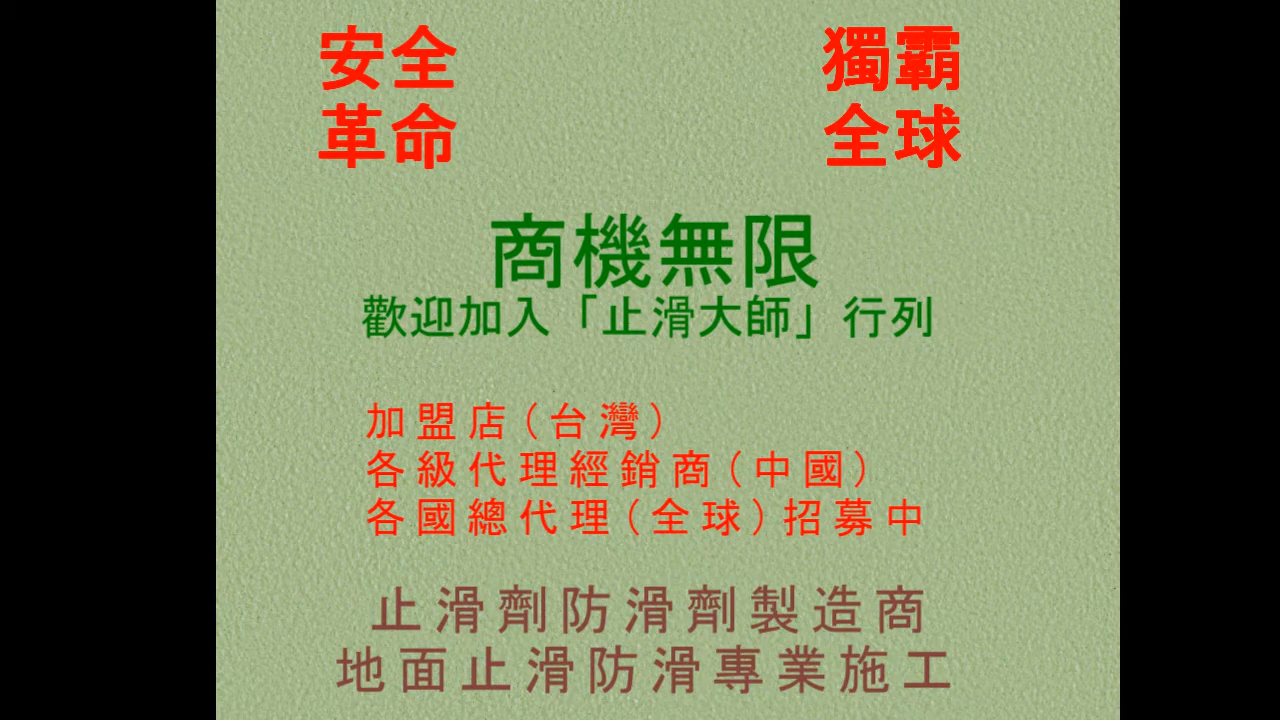 安全
革命
獨霸
全球
商機無限
歡迎加入「止滑大師」行列
加盟店(台灣)
各級代理經銷商(中國)
各國總代理(全球)招募中
止滑劑防滑劑製造商
地面止滑防滑專業施工